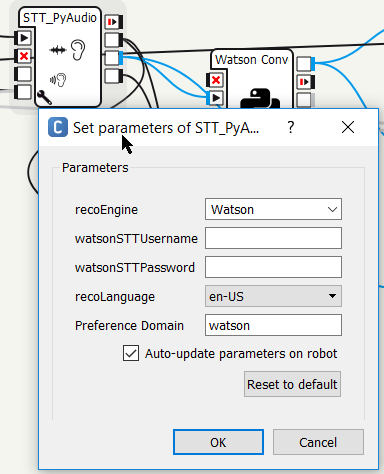 STT_PyAudio
Watson Conv
C Set parameters of STT_PyA... ?
Parameters
recoEngine Watson
watsonSTTUsername
watsonSTTPassword
recoLanguage en-US
Preference Domain watson
Auto-update parameters on robot
Reset to default
OK Cancel